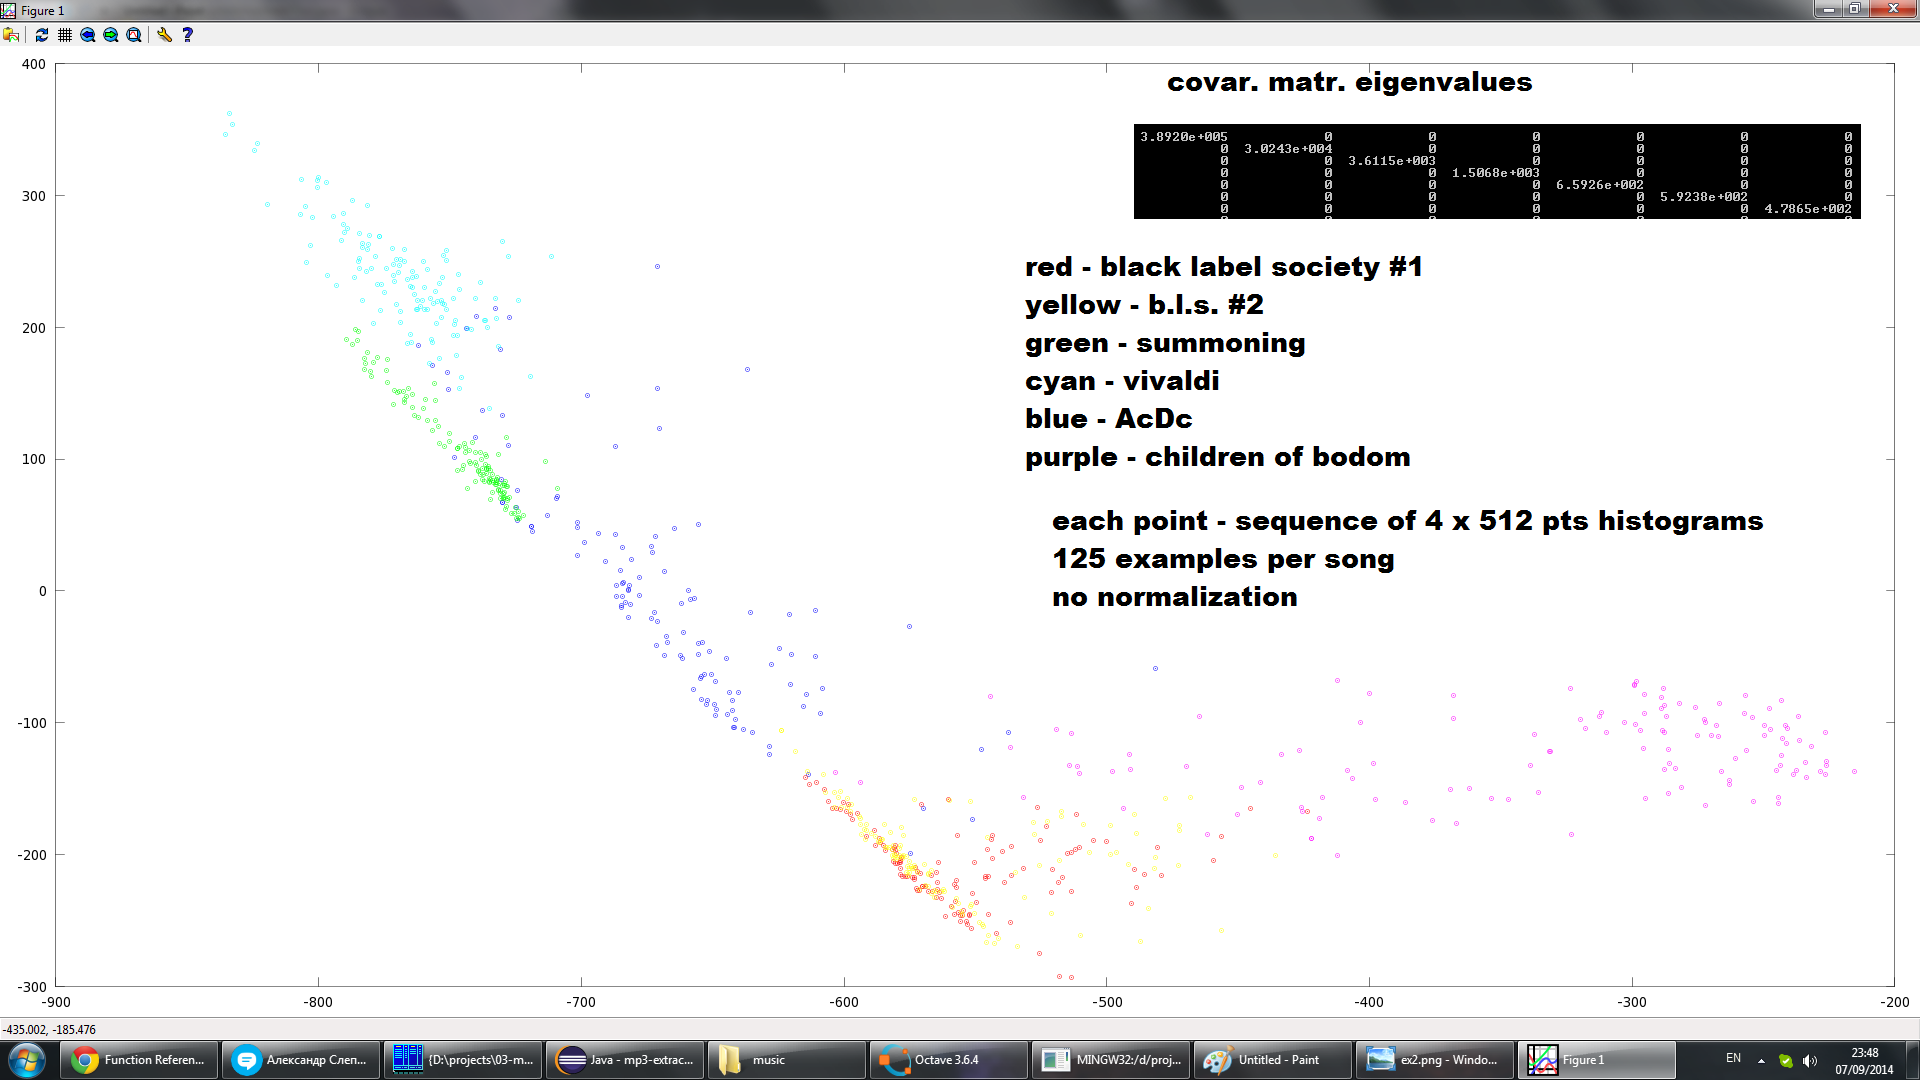 Figure 1
400
300
200
100
0
-100
-200
-300
-900
-800
-700
-600
-500
-400
-300
-200
covar. matr. eigenvalues
3.8920e+005 0 0 0 0 0 0
0 3.0243e+004 0 0 0 0 0
0 0 3.6115e+003 0 0 0 0
0 0 0 1.5068e+003 0 0 0
0 0 0 0 6.5926e+002 0 0
0 0 0 0 0 5.9238e+002 0
0 0 0 0 0 0 4.7865e+002
red - black label society #1
yellow - b.l.s. #2
green - summoning
cyan - vivaldi
blue - AcDc
purple - children of bodom
each point - sequence of 4 x 512 pts histograms
125 examples per song
no normalization
-435.002, -185.476
Function Referen...
Александр Слеп...
{D:\projects\03-m...
Java - mp3-extrac...
music
Octave 3.6.4
MINGW32:/d/proj...
Untitled - Paint
ex2.png - Windo...
Figure 1
EN
23:48
07/09/2014